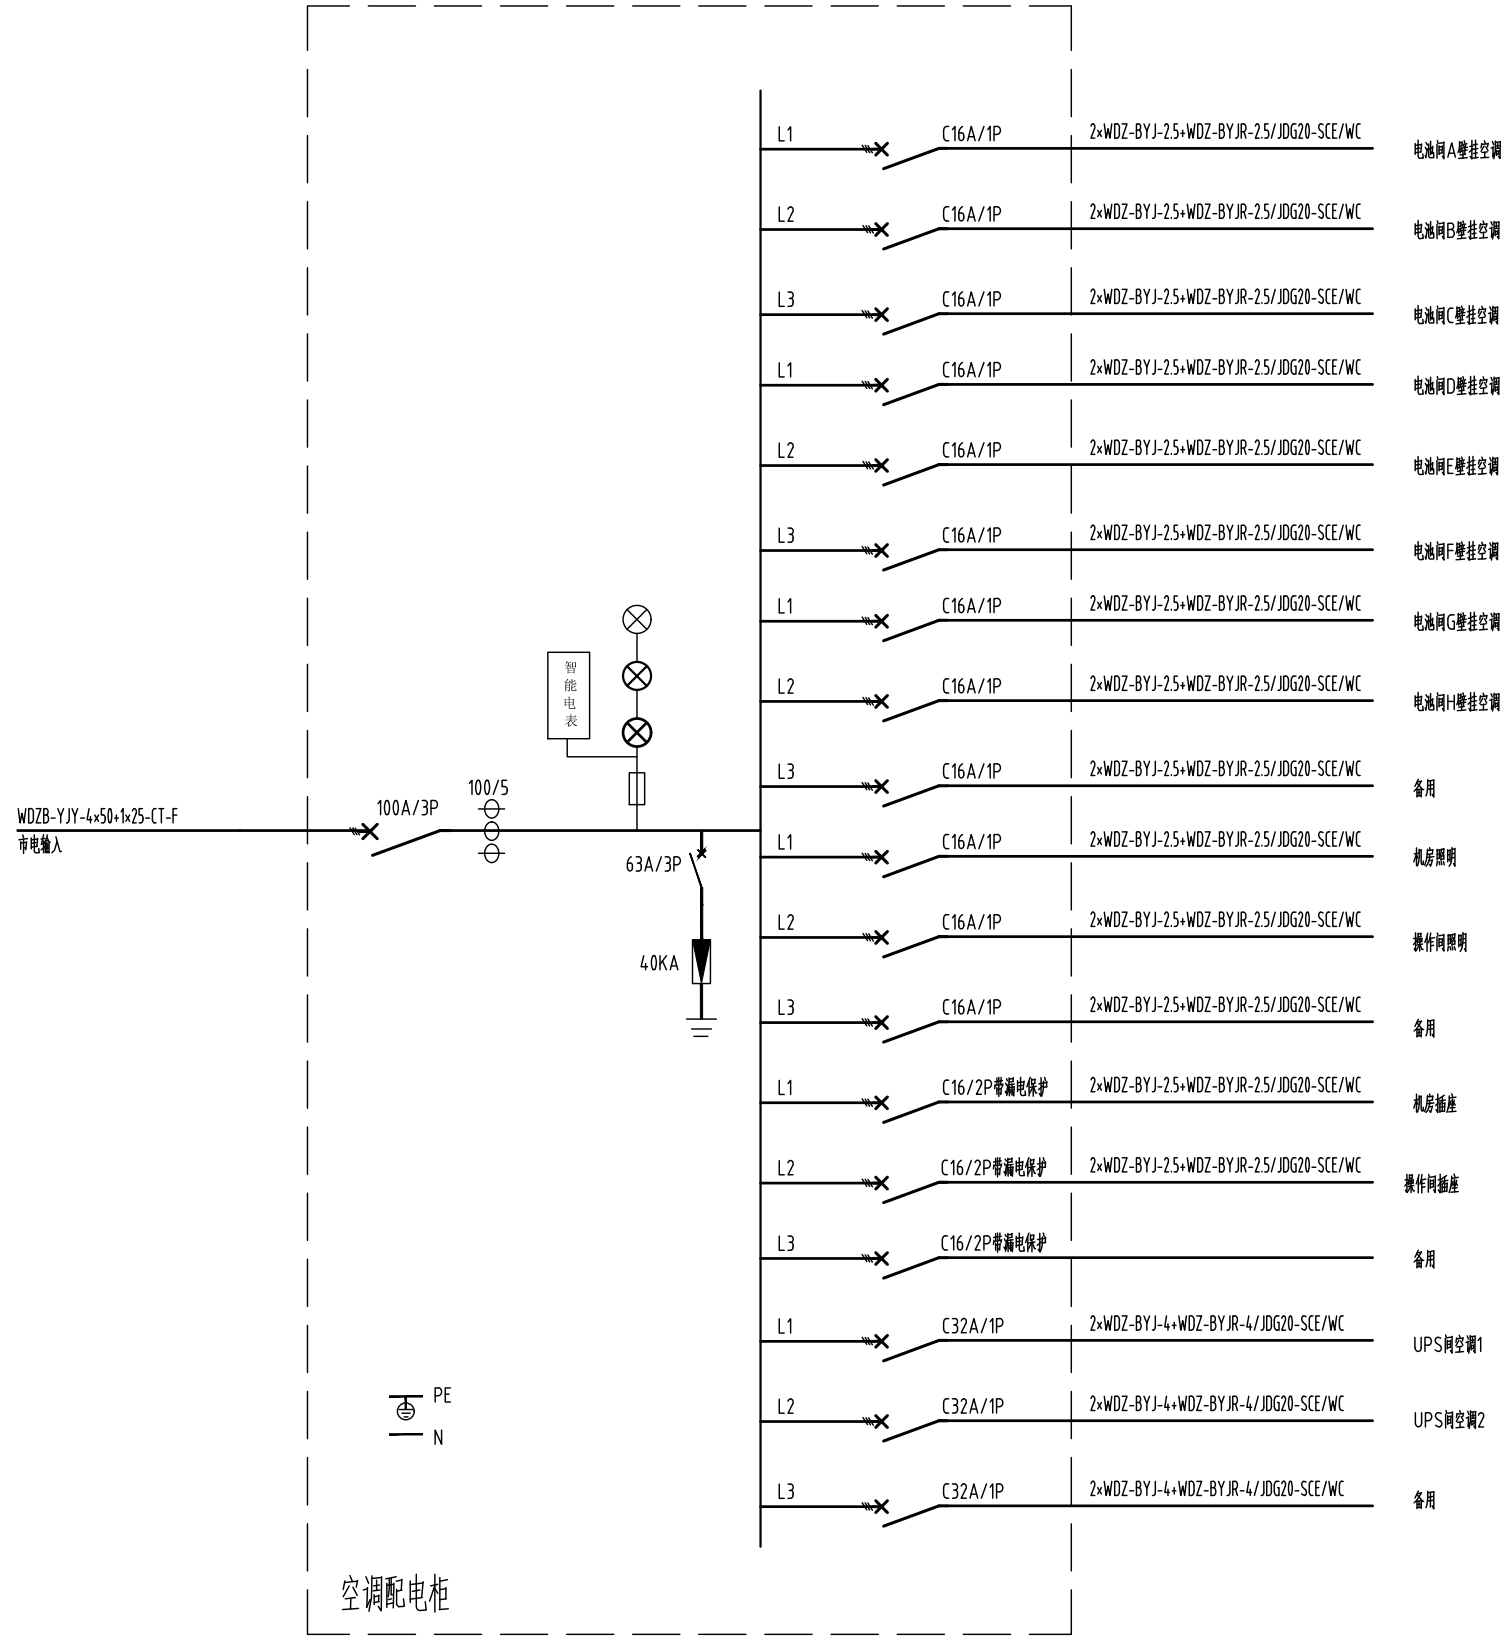 L1 C16A/1P 2×WDZ-BYJ-2.5+WDZ-BYJR-2.5/JDG20-SCE/WC 电池间A壁挂空调
L2 C16A/1P 2×WDZ-BYJ-2.5+WDZ-BYJR-2.5/JDG20-SCE/WC 电池间B壁挂空调
L3 C16A/1P 2×WDZ-BYJ-2.5+WDZ-BYJR-2.5/JDG20-SCE/WC 电池间C壁挂空调
L1 C16A/1P 2×WDZ-BYJ-2.5+WDZ-BYJR-2.5/JDG20-SCE/WC 电池间D壁挂空调
L2 C16A/1P 2×WDZ-BYJ-2.5+WDZ-BYJR-2.5/JDG20-SCE/WC 电池间E壁挂空调
L3 C16A/1P 2×WDZ-BYJ-2.5+WDZ-BYJR-2.5/JDG20-SCE/WC 电池间F壁挂空调
L1 C16A/1P 2×WDZ-BYJ-2.5+WDZ-BYJR-2.5/JDG20-SCE/WC 电池间G壁挂空调
L2 C16A/1P 2×WDZ-BYJ-2.5+WDZ-BYJR-2.5/JDG20-SCE/WC 电池间H壁挂空调
L3 C16A/1P 2×WDZ-BYJ-2.5+WDZ-BYJR-2.5/JDG20-SCE/WC 备用
L1 C16A/1P 2×WDZ-BYJ-2.5+WDZ-BYJR-2.5/JDG20-SCE/WC 机房照明
L2 C16A/1P 2×WDZ-BYJ-2.5+WDZ-BYJR-2.5/JDG20-SCE/WC 操作间照明
L3 C16A/1P 2×WDZ-BYJ-2.5+WDZ-BYJR-2.5/JDG20-SCE/WC 备用
L1 C16/2P带漏电保护 2×WDZ-BYJ-2.5+WDZ-BYJR-2.5/JDG20-SCE/WC 机房插座
L2 C16/2P带漏电保护 2×WDZ-BYJ-2.5+WDZ-BYJR-2.5/JDG20-SCE/WC 操作间插座
L3 C16/2P带漏电保护 备用
L1 C32A/1P 2×WDZ-BYJ-4+WDZ-BYJR-4/JDG20-SCE/WC UPS间空调1
L2 C32A/1P 2×WDZ-BYJ-4+WDZ-BYJR-4/JDG20-SCE/WC UPS间空调2
L3 C32A/1P 2×WDZ-BYJ-4+WDZ-BYJR-4/JDG20-SCE/WC 备用
智能电表
WDZB-YJY-4×50+1×25-CT-F
市电输入
100A/3P
100/5
63A/3P
40KA
PE
N
空调配电柜